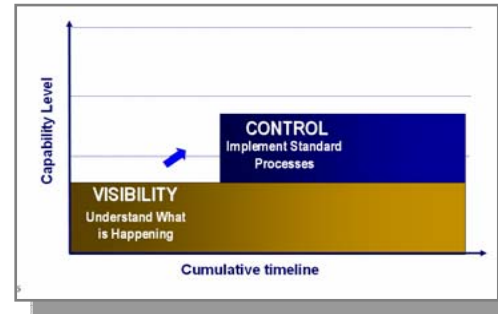 Capability Level
CONTROL
Implement Standard
Processes
VISIBILITY
Understand What
is Happening
Cumulative timeline
s